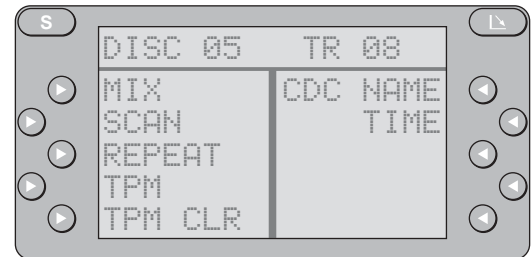 S
DISC 05 TR 08
MIX
SCAN
REPEAT
TPM
TPM CLR
CDC NAME
TIME